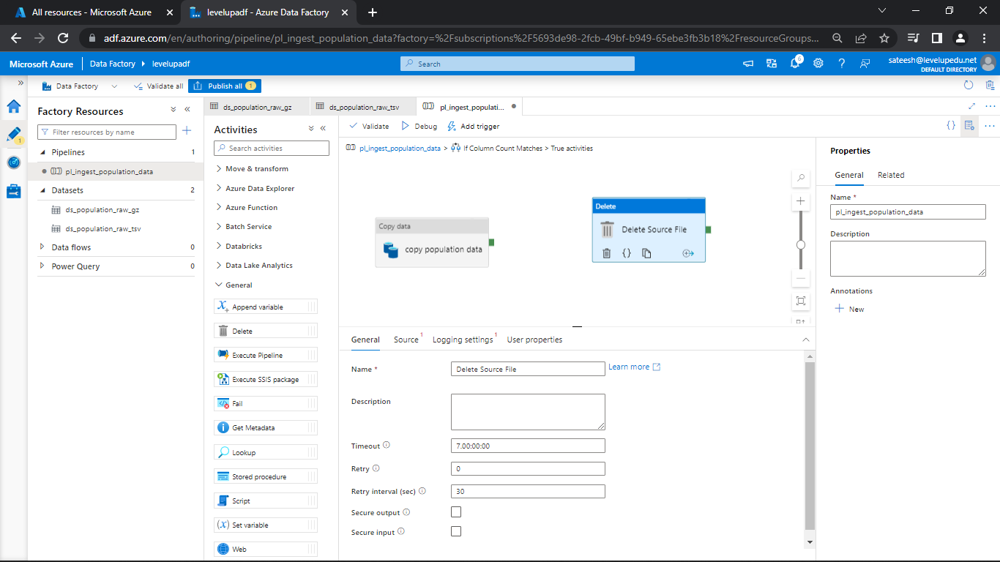 All resources - Microsoft Azure
levelupadf - Azure Data Factory
adf.azure.com/en/authoring/pipeline/pl_ingest_population_data?factory=%2Fsubscriptions%2F5693de98-2fcb-49bf-b949-65ebe3fb3b18%2FresourceGroups...
Microsoft Azure
Data Factory
levelupadf
Search
6
sateesh@levelupedu.net
DEFAULT DIRECTORY
Data Factory
Validate all
Publish all
1
1
Factory Resources
Filter resources by name
Pipelines
1
pl_ingest_population_data
Datasets
2
ds_population_raw_gz
ds_population_raw_tsv
Data flows
0
Power Query
0
ds_population_raw_gz
ds_population_raw_tsv
pl_ingest_populati...
Activities
Search activities
Move & transform
Azure Data Explorer
Azure Function
Batch Service
Databricks
Data Lake Analytics
General
Append variable
Delete
Execute Pipeline
Execute SSIS package
Fail
Get Metadata
Lookup
Stored procedure
Script
Set variable
Web
Validate
Debug
Add trigger
pl_ingest_population_data > If Column Count Matches > True activities
Copy data
copy population data
Delete
Delete Source File
General
Source 1
Logging settings 1
User properties
Name *
Delete Source File
Learn more
Description
Timeout
7.00:00:00
Retry
0
Retry interval (sec)
30
Secure output
Secure input
Properties
General
Related
Name *
pl_ingest_population_data
Description
Annotations
New